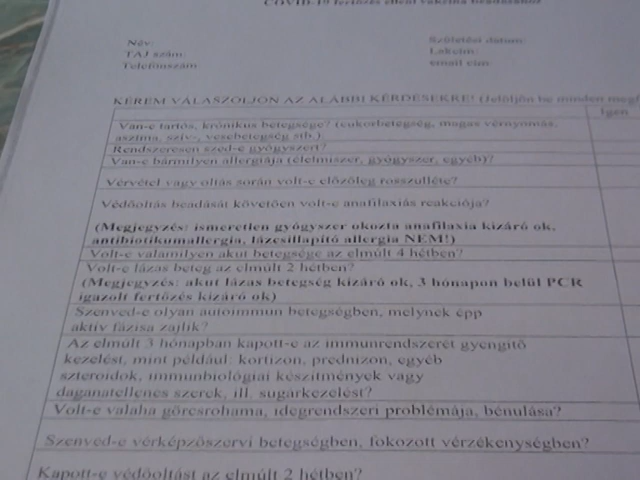 COVID-19 fertőzés elleni vakcina beadásához
Név:
Születési dátum:
TAJ szám:
Lakcím:
Telefonszám
email cím:
KÉREM VÁLASZOLJON AZ ALÁBBI KÉRDÉSEKRE! (Jelöljön be minden megf
Igen
Van-e tartós, krónikus betegsége? (cukorbetegség, magas vérnyomás,
asztma, szív-, vesebetegség stb.)
Rendszeresen szed-e gyógyszert?
Van-e bármilyen allergiája (élelmiszer, gyógyszer, egyéb)?
Vérvétel vagy oltás során volt-e előzőleg rosszulléte?
Védőoltás beadását követően volt-e anafilaxiás reakciója?
(Megjegyzés: ismeretlen gyógyszer okozta anafilaxia kizáró ok,
antibiotikumallergia, lázcsillapító allergia NEM!)
Volt-e valamilyen akut betegsége az elmúlt 4 hétben?
Volt-e lázas beteg az elmúlt 2 hétben?
(Megjegyzés: akut lázas betegség kizáró ok, 3 hónapon belül PCR
igazolt fertőzés kizáró ok)
Szenved-e olyan autoimmun betegségben, melynek épp
aktív fázisa zajlik?
Az elmúlt 3 hónapban kapott-e az immunrendszerét gyengítő
kezelést, mint például: kortizon, prednizon, egyéb
szteroidok, immunbiológiai készítmények vagy
daganatellenes szerek, ill. sugárkezelést?
Volt-e valaha görcsrohama, idegrendszeri problémája, bénulása?
Szenved-e vérképzőszervi betegségben, fokozott vérzékenységben?
Kapott-e védőoltást az elmúlt 2 hétben?